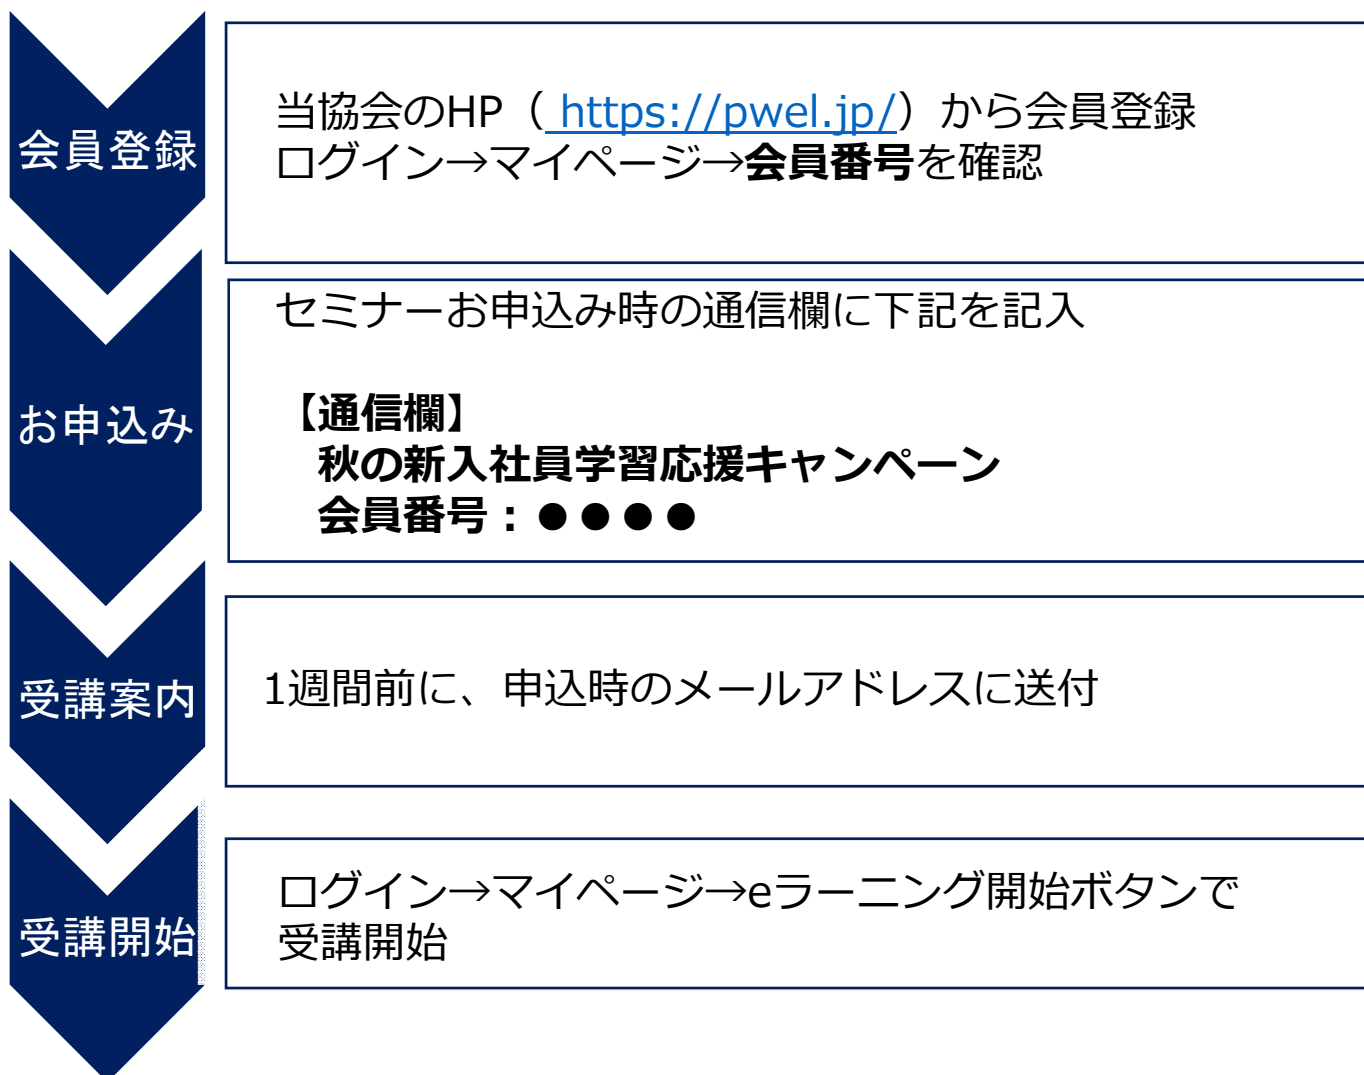 会員登録
当協会のHP（ https://pwel.jp/）から会員登録
ログイン→マイページ→会員番号を確認
お申込み
セミナーお申込み時の通信欄に下記を記入
【通信欄】
秋の新入社員学習応援キャンペーン
会員番号：●●●●
受講案内
1週間前に、申込時のメールアドレスに送付
受講開始
ログイン→マイページ→eラーニング開始ボタンで
受講開始